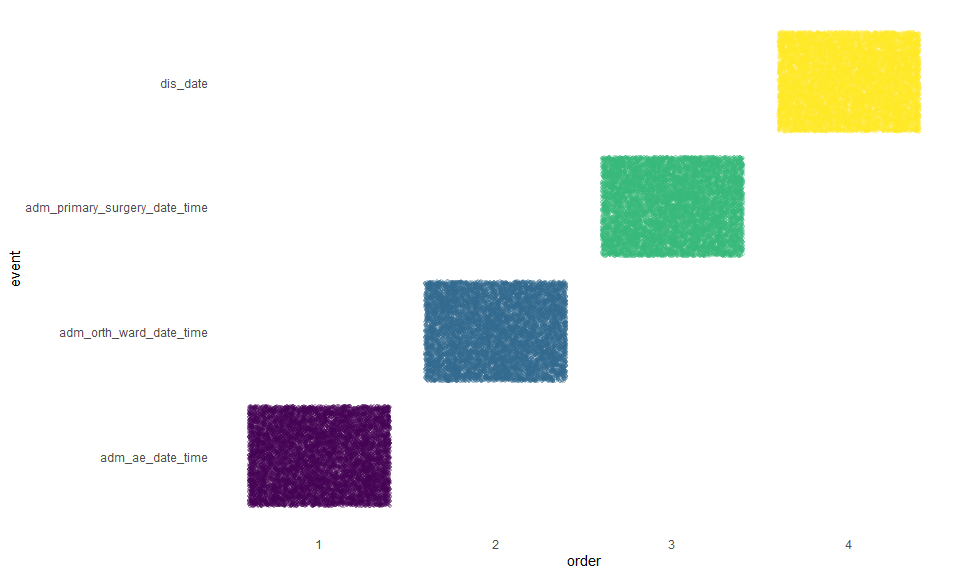 dis_date
adm_primary_surgery_date_time
adm_orth_ward_date_time
adm_ae_date_time
event
1 2 3 4
order